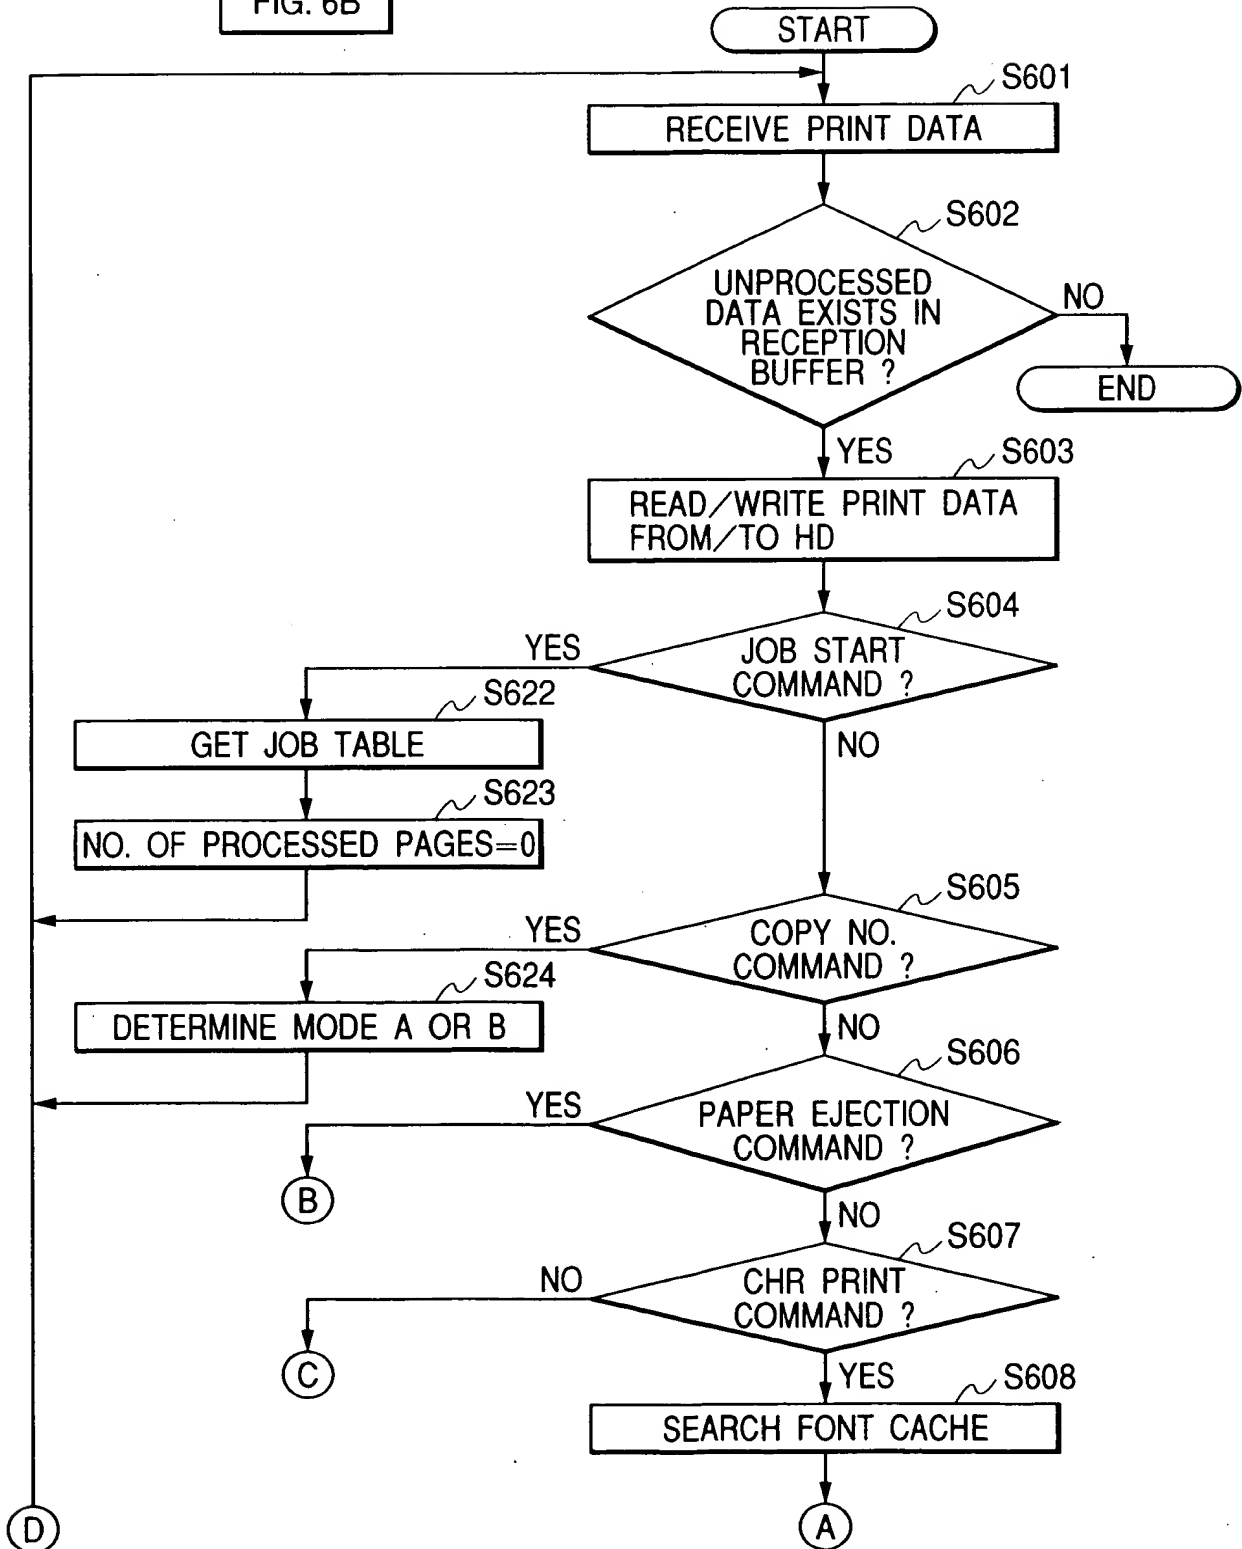 FIG. 6B
START
S601
RECEIVE PRINT DATA
S602
UNPROCESSED
DATA EXISTS IN
RECEPTION
BUFFER ?
NO
END
YES
S603
READ/WRITE PRINT DATA
FROM/TO HD
S604
YES
JOB START
COMMAND ?
S622
GET JOB TABLE
NO
S623
NO. OF PROCESSED PAGES=0
S605
YES
COPY NO.
COMMAND ?
S624
DETERMINE MODE A OR B
NO
S606
YES
PAPER EJECTION
COMMAND ?
B
NO
S607
NO
CHR PRINT
COMMAND ?
C
YES
S608
SEARCH FONT CACHE
D
A